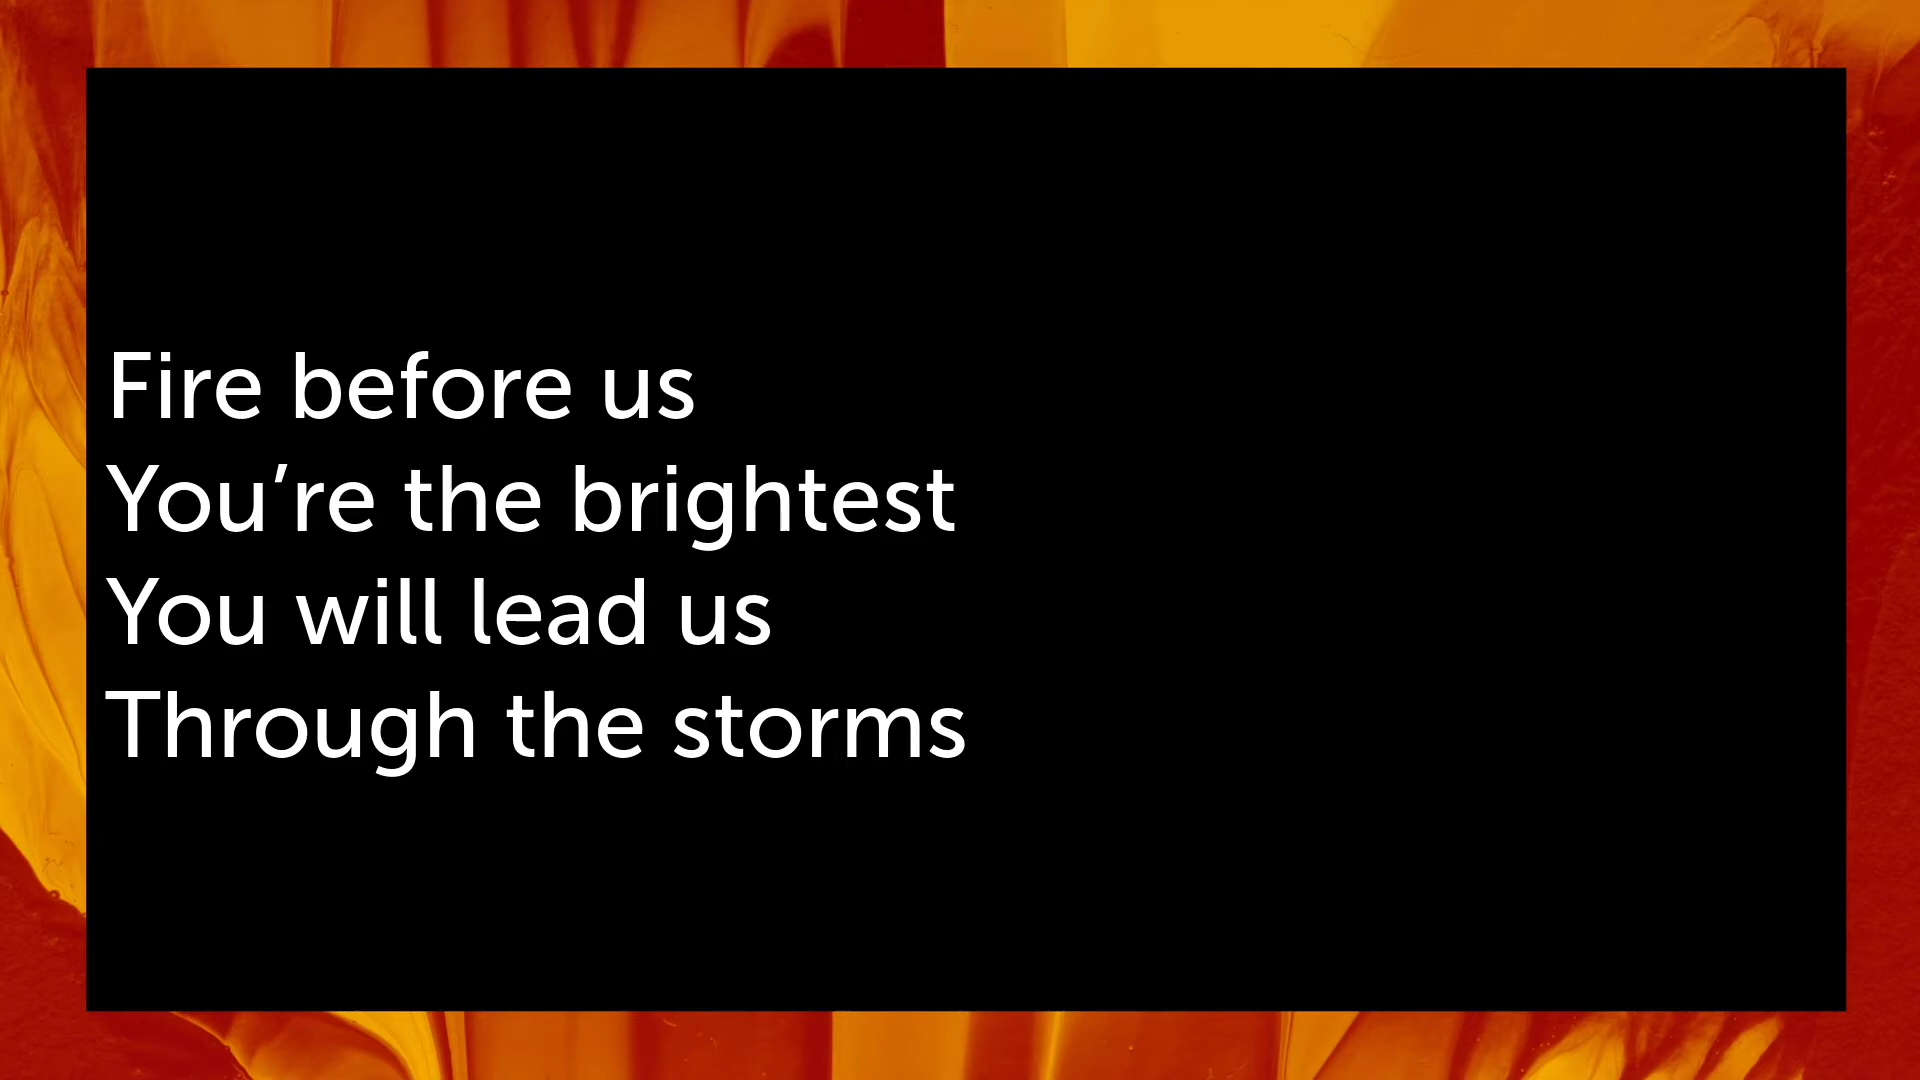 Fire before us
You’re the brightest
You will lead us
Through the storms